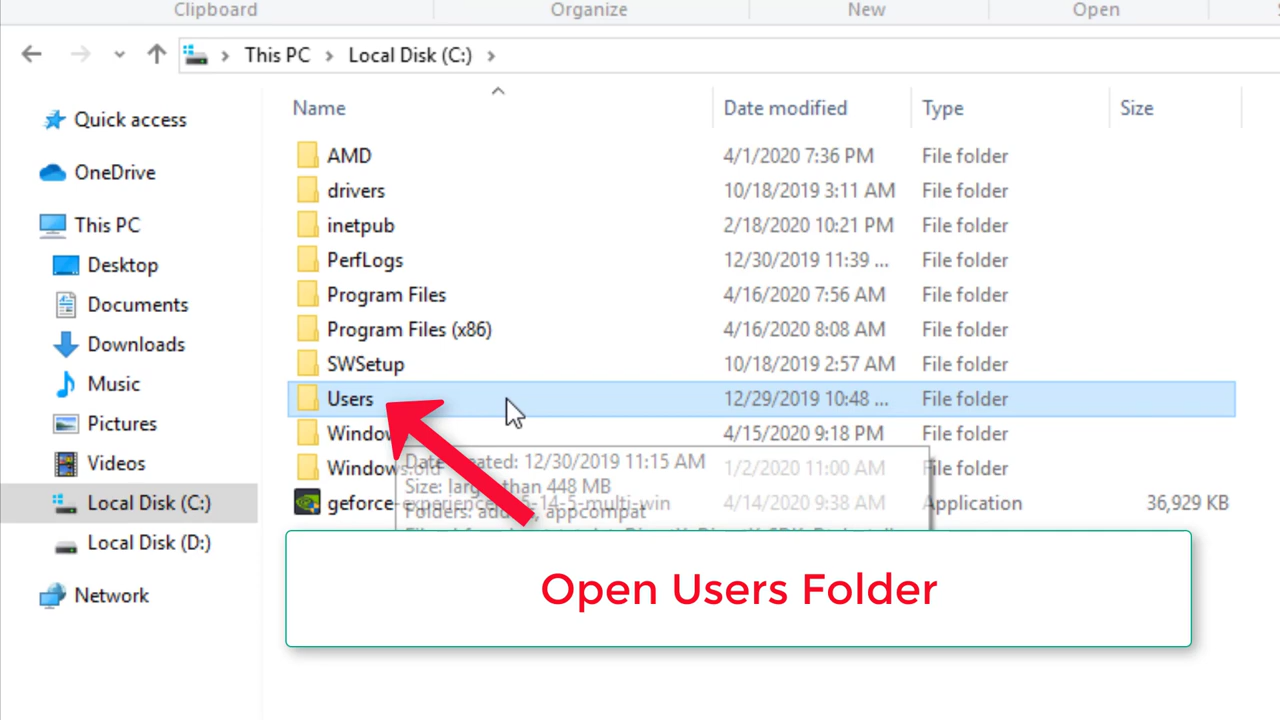 Clipboard Organize New Open
This PC > Local Disk (C:) >
Name Date modified Type Size
Quick access
OneDrive
This PC
Desktop
Documents
Downloads
Music
Pictures
Videos
Local Disk (C:)
Local Disk (D:)
Network
AMD 4/1/2020 7:36 PM File folder
drivers 10/18/2019 3:11 AM File folder
inetpub 2/18/2020 10:21 PM File folder
PerfLogs 12/30/2019 11:39 ... File folder
Program Files 4/16/2020 7:56 AM File folder
Program Files (x86) 4/16/2020 8:08 AM File folder
SWSetup 10/18/2019 2:57 AM File folder
Users 12/29/2019 10:48 ... File folder
4/15/2020 9:18 PM File folder
1/2/2020 11:00 AM File folder
geforce 4/14/2020 9:38 AM Application 36,929 KB
12/30/2019 11:15 AM
Size: 448 MB
Folders: appcompat
Open Users Folder